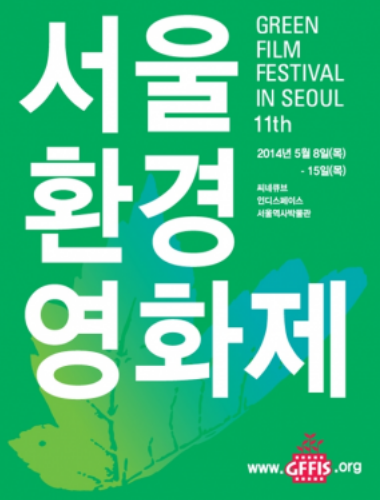 서울
환경
영화제
GREEN
FILM
FESTIVAL
IN SEOUL
11th
2014년 5월 8일(목)
- 15일(목)
씨네큐브
인디스페이스
서울역사박물관
www.GFFIS.org